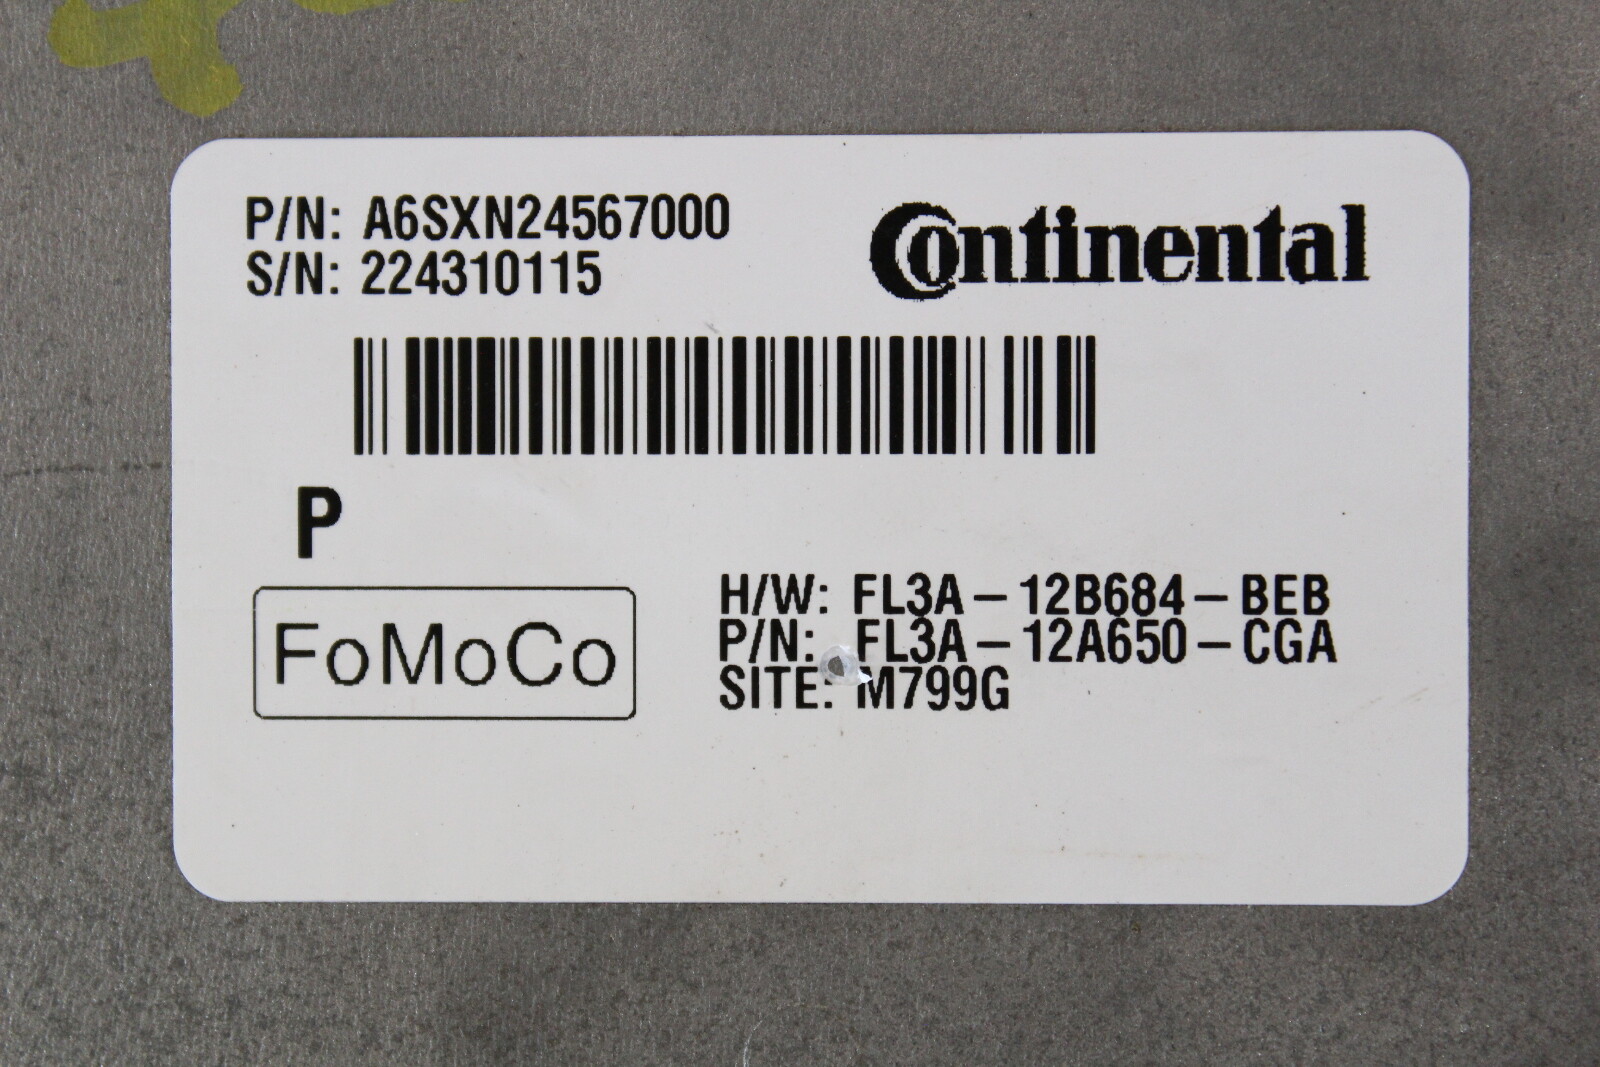 P/N: A6SXN24567000
S/N: 224310115
Continental
P
FoMoCo
H/W: FL3A-12B684-BEB
P/N: FL3A-12A650-CGA
SITE: M799G